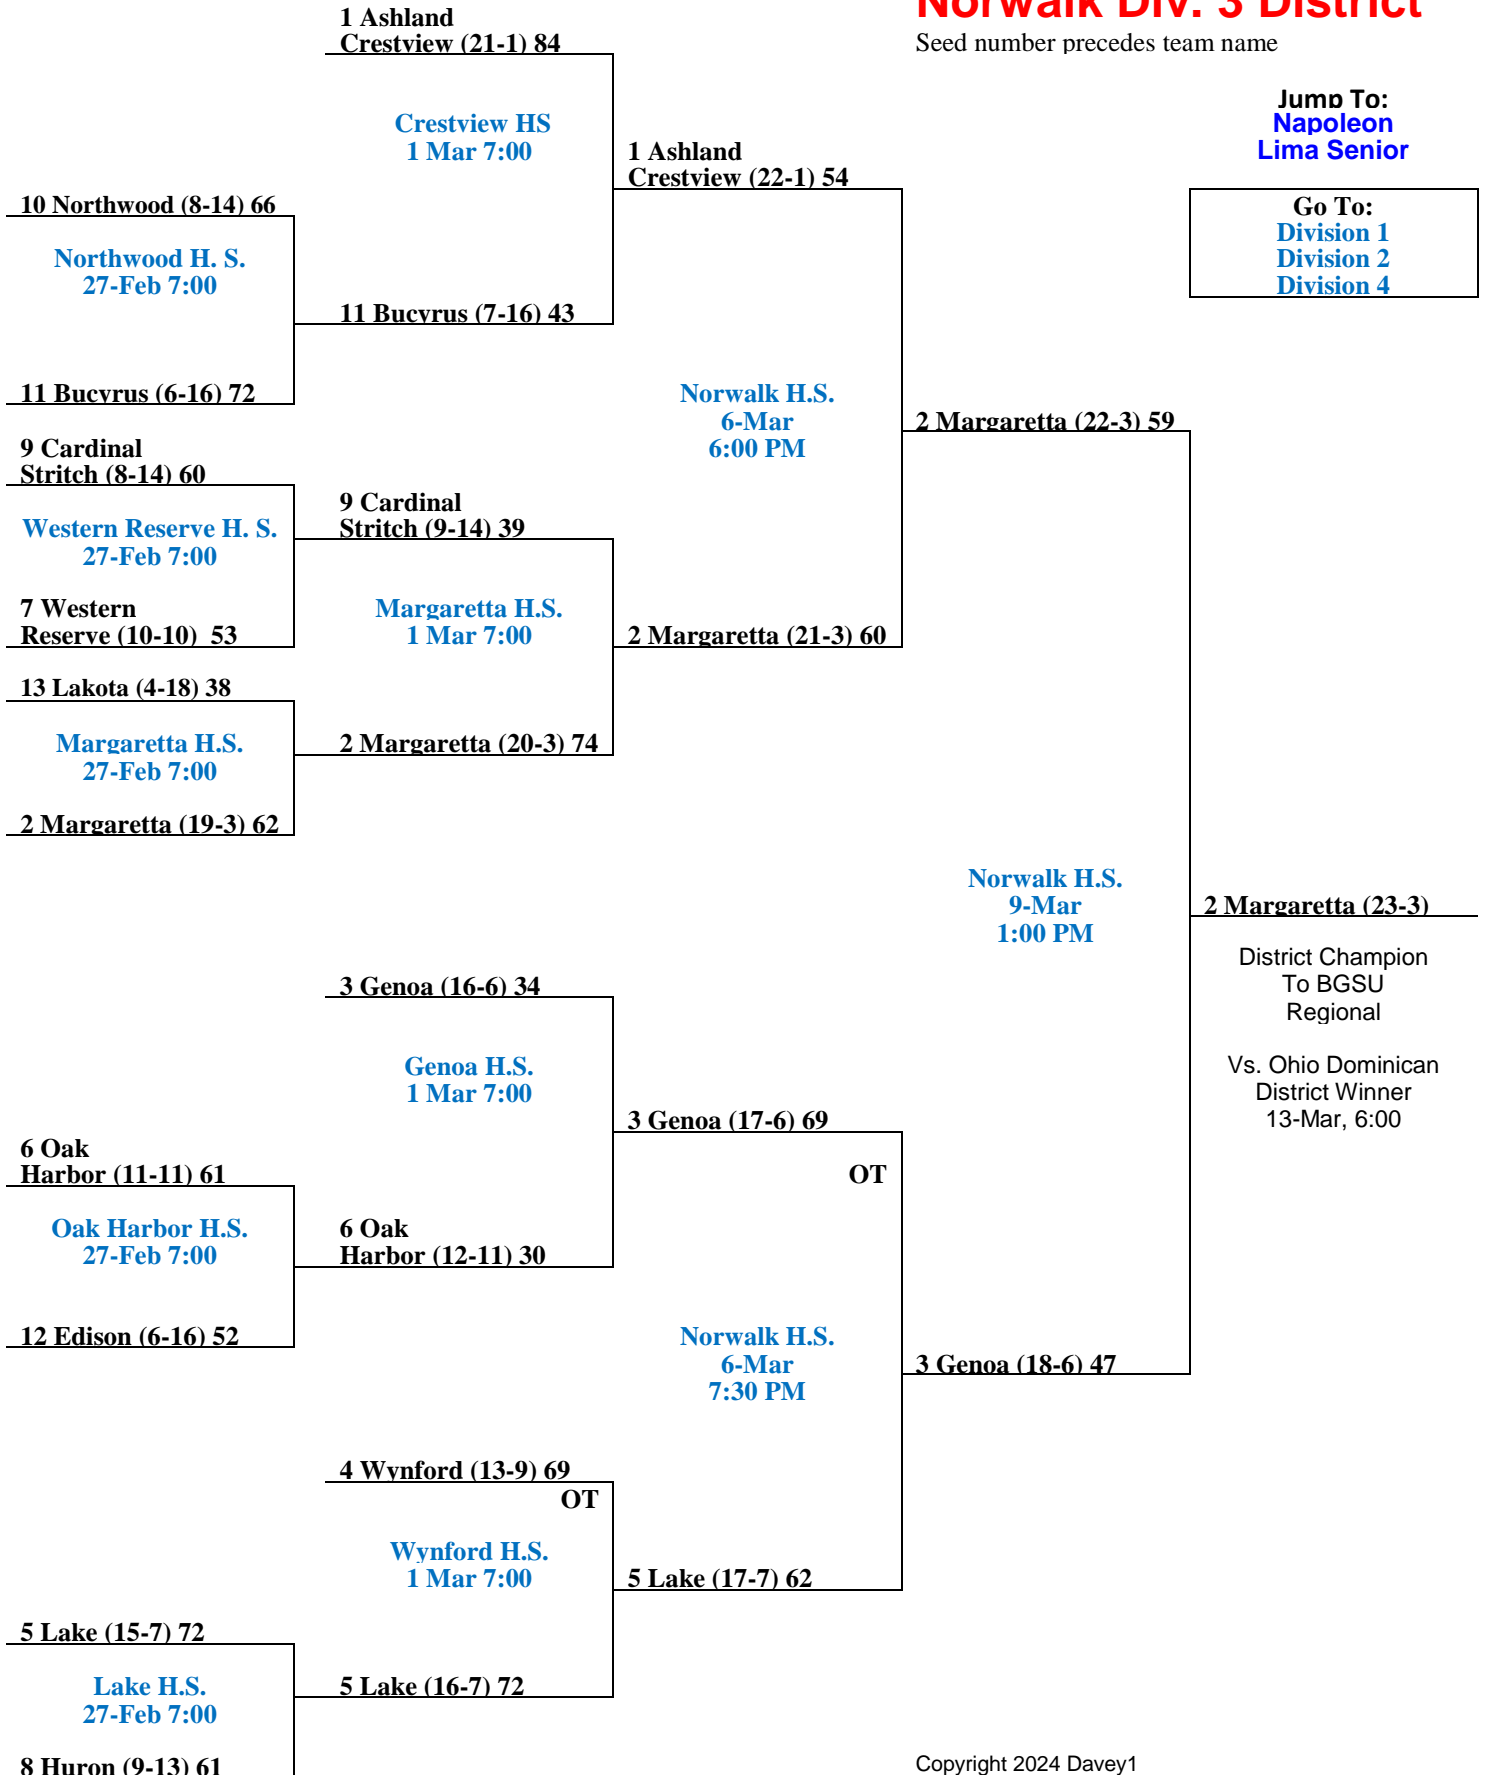 Norwalk Div. 3 District
Seed number precedes team name
1 Ashland
Crestview (21-1) 84
Jump To:
Napoleon
Lima Senior
Crestview HS
1 Mar 7:00
1 Ashland
Crestview (22-1) 54
10 Northwood (8-14) 66
Go To:
Division 1
Division 2
Division 4
Northwood H. S.
27-Feb 7:00
11 Bucyrus (7-16) 43
11 Bucyrus (6-16) 72
Norwalk H.S.
6-Mar
6:00 PM
2 Margaretta (22-3) 59
9 Cardinal
Stritch (8-14) 60
9 Cardinal
Stritch (9-14) 39
Western Reserve H. S.
27-Feb 7:00
7 Western
Reserve (10-10)  53
Margaretta H.S.
1 Mar 7:00
2 Margaretta (21-3) 60
13 Lakota (4-18) 38
Margaretta H.S.
27-Feb 7:00
2 Margaretta (20-3) 74
2 Margaretta (19-3) 62
Norwalk H.S.
9-Mar
1:00 PM
2 Margaretta (23-3)
District Champion
To BGSU
Regional
Vs. Ohio Dominican
District Winner
13-Mar, 6:00
3 Genoa (16-6) 34
Genoa H.S.
1 Mar 7:00
3 Genoa (17-6) 69
OT
6 Oak
Harbor (11-11) 61
Oak Harbor H.S.
27-Feb 7:00
6 Oak
Harbor (12-11) 30
12 Edison (6-16) 52
Norwalk H.S.
6-Mar
7:30 PM
3 Genoa (18-6) 47
4 Wynford (13-9) 69
OT
Wynford H.S.
1 Mar 7:00
5 Lake (17-7) 62
5 Lake (15-7) 72
Lake H.S.
27-Feb 7:00
5 Lake (16-7) 72
8 Huron (9-13) 61
Copyright 2024 Davey1